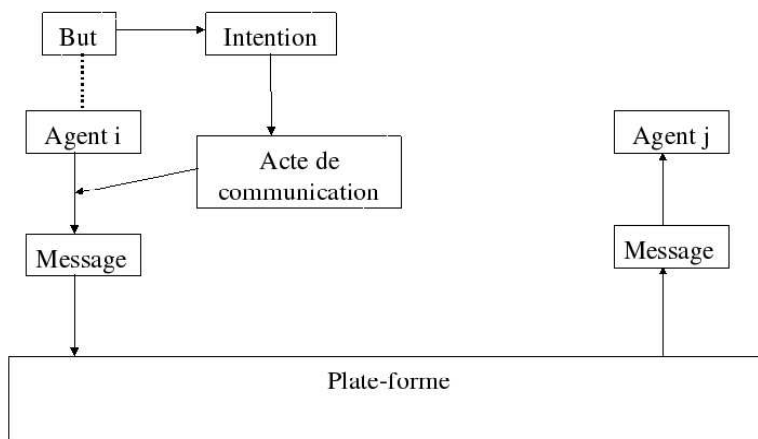 But
Intention
Agent i
Acte de
communication
Agent j
Message
Message
Plate-forme